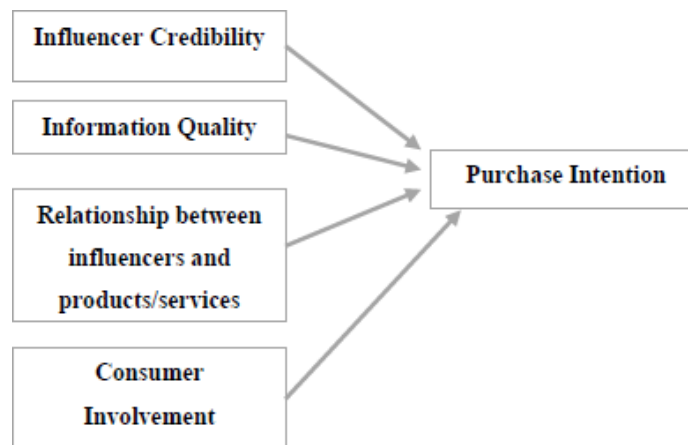 Influencer Credibility
Information Quality
Purchase Intention
Relationship between
influencers and
products/services
Consumer
Involvement